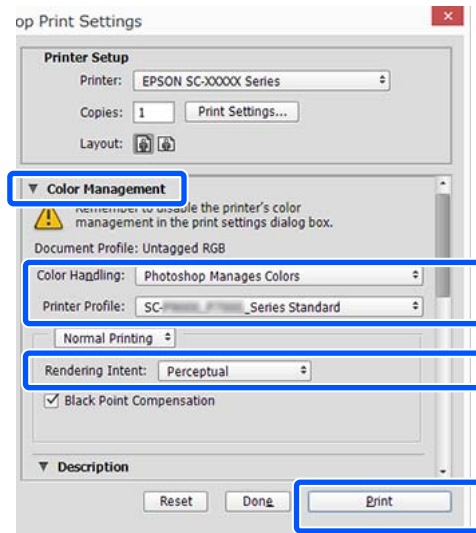 op Print Settings
Printer Setup
Printer: EPSON SC-XXXXX Series
Copies: 1 Print Settings...
Layout:
Color Management
Remember to disable the printer's color
management in the print settings dialog box.
Document Profile: Untagged RGB
Color Handling: Photoshop Manages Colors
Printer Profile: SC- _Series Standard
Normal Printing
Rendering Intent: Perceptual
Black Point Compensation
Description
Reset Done Print